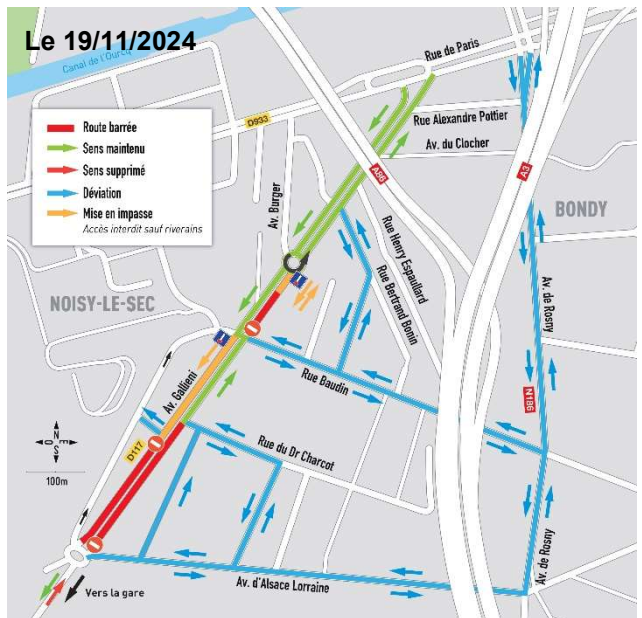 Le 19/11/2024
Canal de l'Ourcq
Rue de Paris
Route barrée
Sens maintenu
Sens supprimé
Déviation
Mise en impasse
Accès interdit sauf riverains
D933
Rue Alexandre Pottier
Av. du Clocher
A86
A3
BONDY
Av. Burger
Rue Henry Espaullard
Rue Bertrand Bonin
Av. de Rosny
NOISY-LE-SEC
Av. Gallieni
Rue Baudin
N186
D117
Rue du Dr Charcot
N
O
E
S
100m
Av. de Rosny
Av. d'Alsace Lorraine
Vers la gare